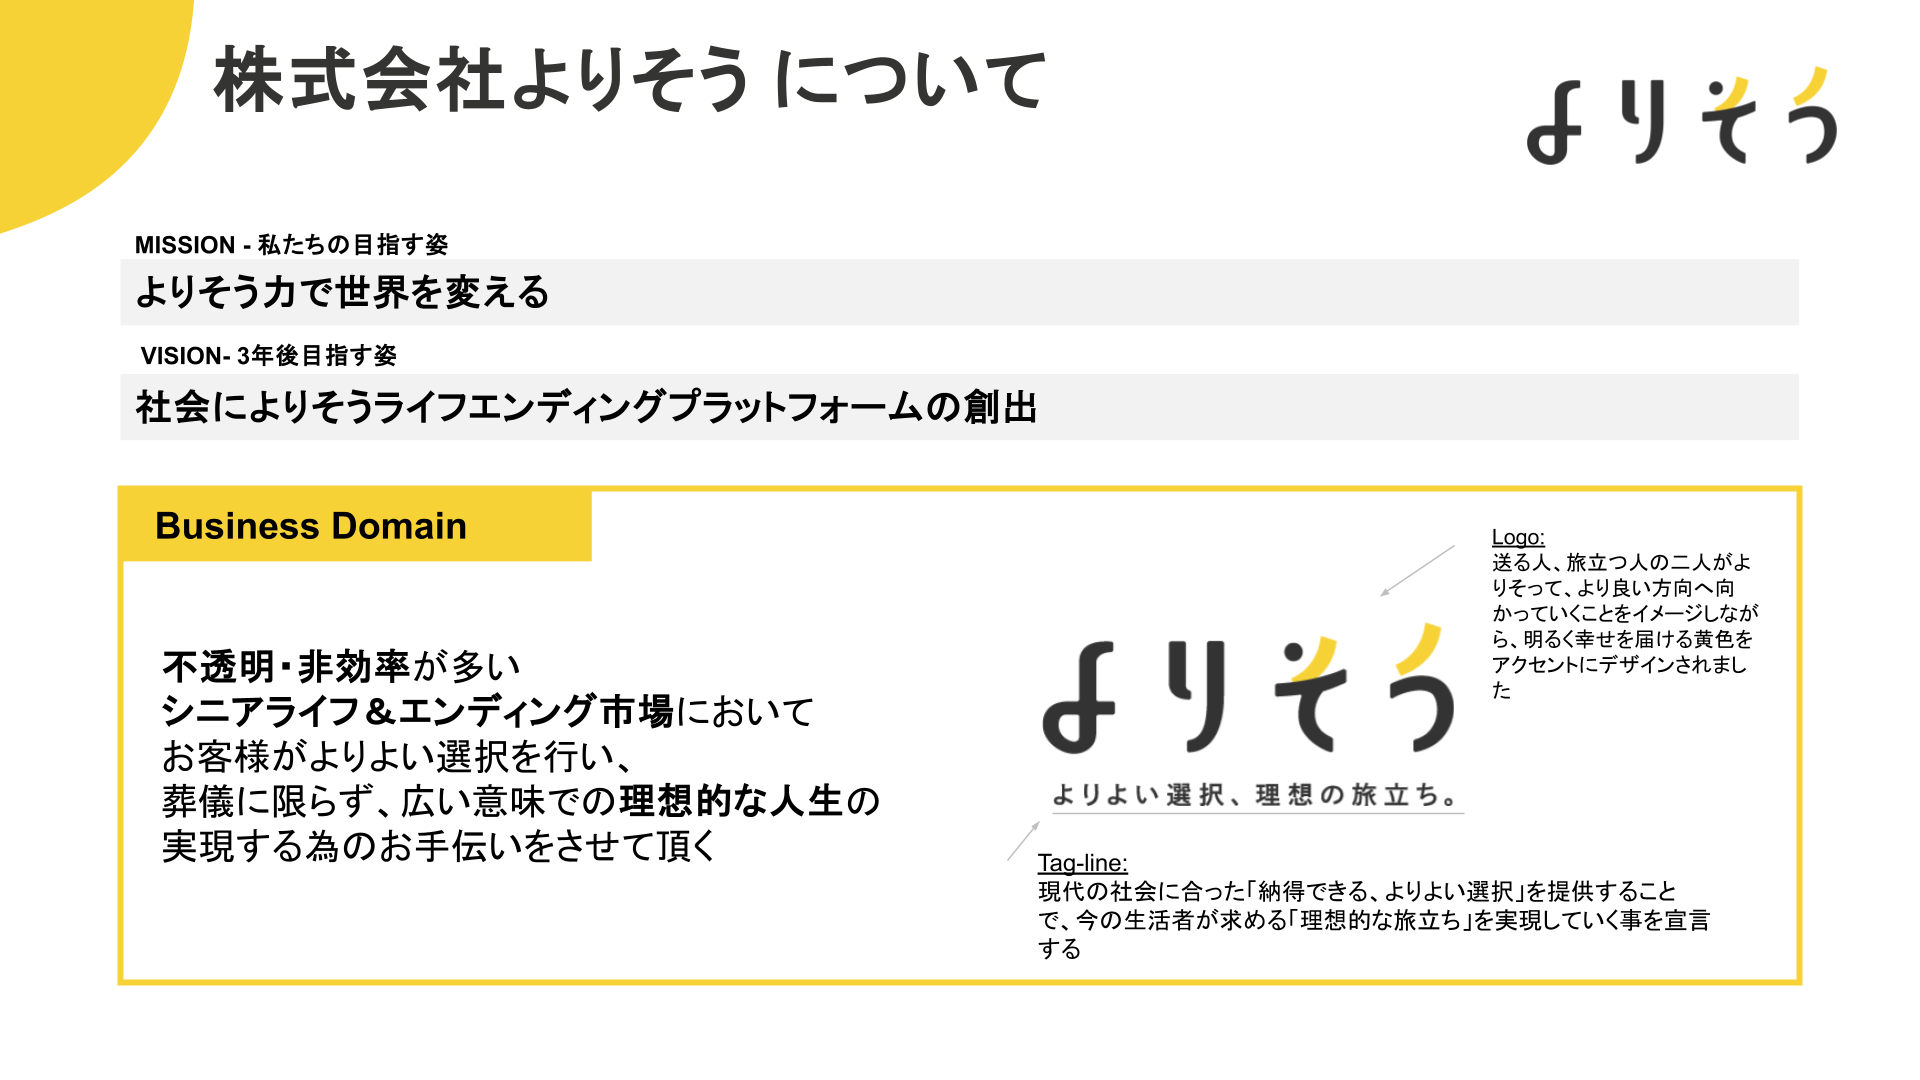 株式会社よりそう について
よりそう
MISSION - 私たちの目指す姿
よりそう力で世界を変える
VISION- 3年後目指す姿
社会によりそうライフエンディングプラットフォームの創出
Business Domain
不透明・非効率が多い
シニアライフ＆エンディング市場において
お客様がよりよい選択を行い、
葬儀に限らず、広い意味での理想的な人生の
実現する為のお手伝いをさせて頂く
Logo:
送る人、旅立つ人の二人がよ
りそって、より良い方向へ向
かっていくことをイメージしなが
ら、明るく幸せを届ける黄色を
アクセントにデザインされまし
た
よりそう
よりよい選択、理想の旅立ち。
Tag-line:
現代の社会に合った「納得できる、よりよい選択」を提供すること
で、今の生活者が求める「理想的な旅立ち」を実現していく事を宣言
する